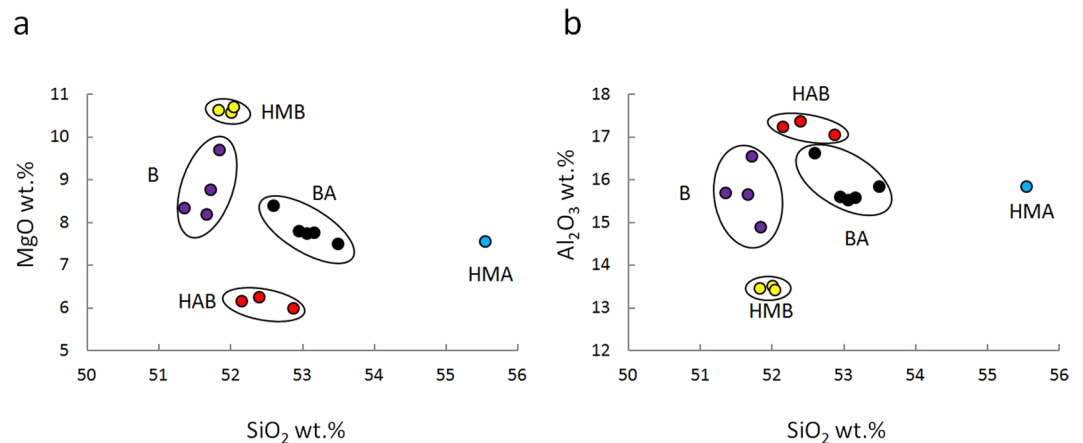 a
MgO wt.%
11
10
9
8
7
6
5
HMB
B
BA
HAB
HMA
50 51 52 53 54 55 56
SiO₂ wt.%
b
Al₂O₃ wt.%
18
17
16
15
14
13
12
HAB
B
BA
HMA
HMB
50 51 52 53 54 55 56
SiO₂ wt.%